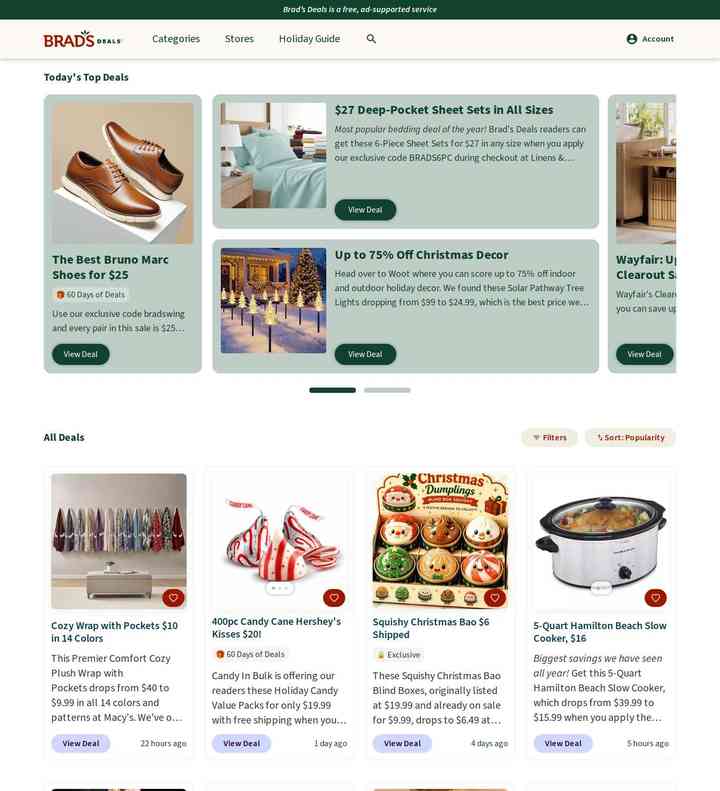 Brad's Deals is a free, ad-supported service
BRAD'S DEALS
Categories
Stores
Holiday Guide
Account
Today's Top Deals
The Best Bruno Marc
Shoes for $25
60 Days of Deals
Use our exclusive code bradswing
and every pair in this sale is $25…
View Deal
$27 Deep-Pocket Sheet Sets in All Sizes
Most popular bedding deal of the year! Brad's Deals readers can
get these 6-Piece Sheet Sets for $27 in any size when you apply
our exclusive code BRADS6PC during checkout at Linens &…
View Deal
Up to 75% Off Christmas Decor
Head over to Woot where you can score up to 75% off indoor
and outdoor holiday decor. We found these Solar Pathway Tree
Lights dropping from $99 to $24.99, which is the best price we…
View Deal
Wayfair: Up
Clearout Sa
Wayfair's Clear
you can save up
View Deal
All Deals
Filters
Sort: Popularity
Cozy Wrap with Pockets $10
in 14 Colors
This Premier Comfort Cozy
Plush Wrap with
Pockets drops from $40 to
$9.99 in all 14 colors and
patterns at Macy's. We've o…
View Deal
22 hours ago
400pc Candy Cane Hershey's
Kisses $20!
60 Days of Deals
Candy In Bulk is offering our
readers these Holiday Candy
Value Packs for only $19.99
with free shipping when you…
View Deal
1 day ago
Christmas
Dumplings
Squishy Christmas Bao $6
Shipped
Exclusive
These Squishy Christmas Bao
Blind Boxes, originally listed
at $19.99 and already on sale
for $9.99, drops to $6.49 at…
View Deal
4 days ago
5-Quart Hamilton Beach Slow
Cooker, $16
Biggest savings we have seen
all year! Get this 5-Quart
Hamilton Beach Slow Cooker,
which drops from $39.99 to
$15.99 when you apply the…
View Deal
5 hours ago